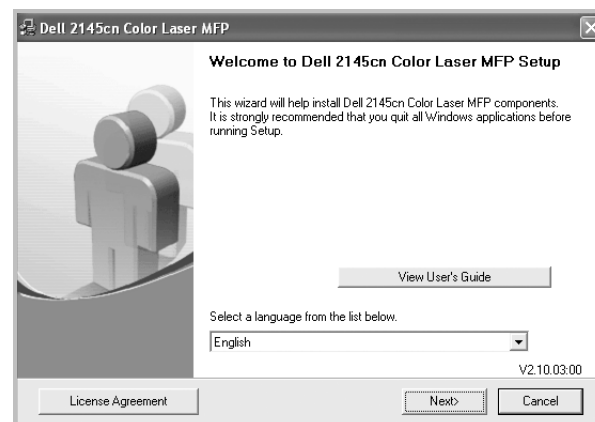 Dell 2145cn Color Laser MFP
Welcome to Dell 2145cn Color Laser MFP Setup
This wizard will help install Dell 2145cn Color Laser MFP components.
It is strongly recommended that you quit all Windows applications before
running Setup.
View User's Guide
Select a language from the list below.
English
V2.10.03:00
License Agreement
Next>
Cancel